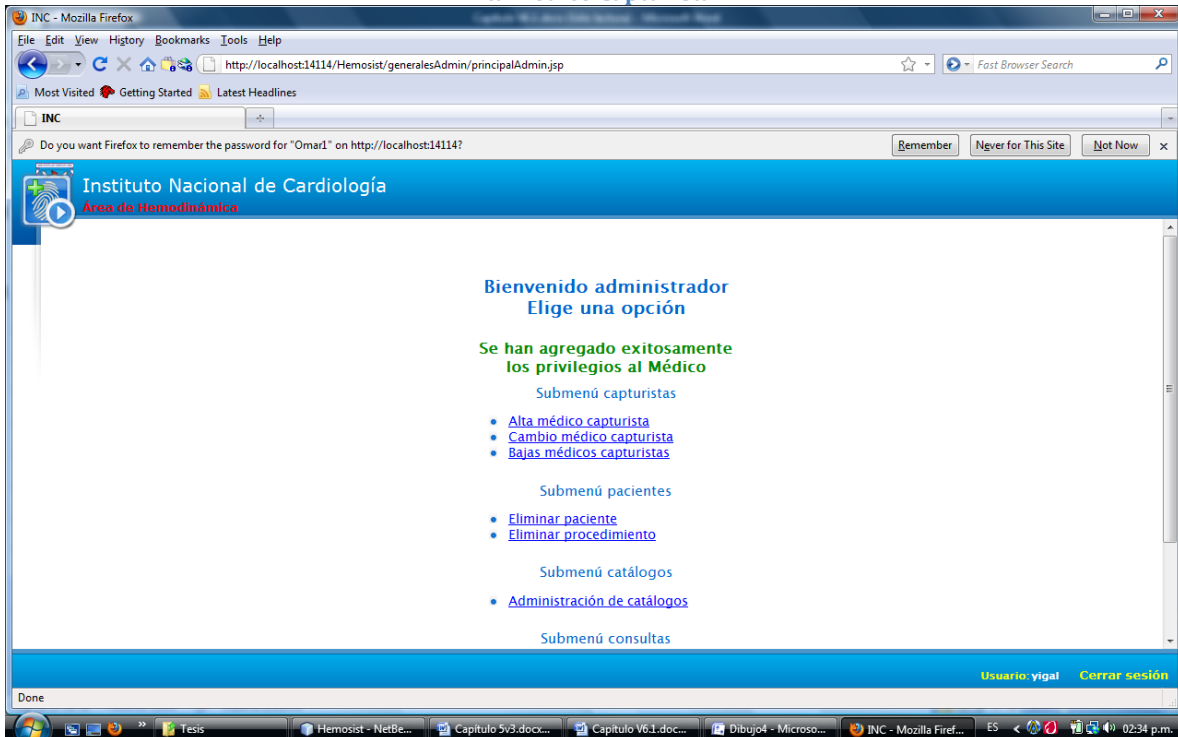 INC - Mozilla Firefox
File Edit View History Bookmarks Tools Help
http://localhost:14114/Hemosist/generalesAdmin/principalAdmin.jsp
Fast Browser Search
Most Visited Getting Started Latest Headlines
INC
Do you want Firefox to remember the password for "Omar1" on http://localhost:14114?
Remember Never for This Site Not Now x
Instituto Nacional de Cardiología
Área de Hemodinámica
Bienvenido administrador
Elige una opción
Se han agregado exitosamente
los privilegios al Médico
Submenú capturistas
Alta médico capturista
Cambio médico capturista
Bajas médicos capturistas
Submenú pacientes
Eliminar paciente
Eliminar procedimiento
Submenú catálogos
Administración de catálogos
Submenú consultas
Usuario: yigal Cerrar sesión
Done
Tesis Hemosist - NetBe... Capítulo 5v3.docx... Capítulo V6.1.doc... Dibujo4 - Microso... INC - Mozilla Firef... ES 02:34 p.m.